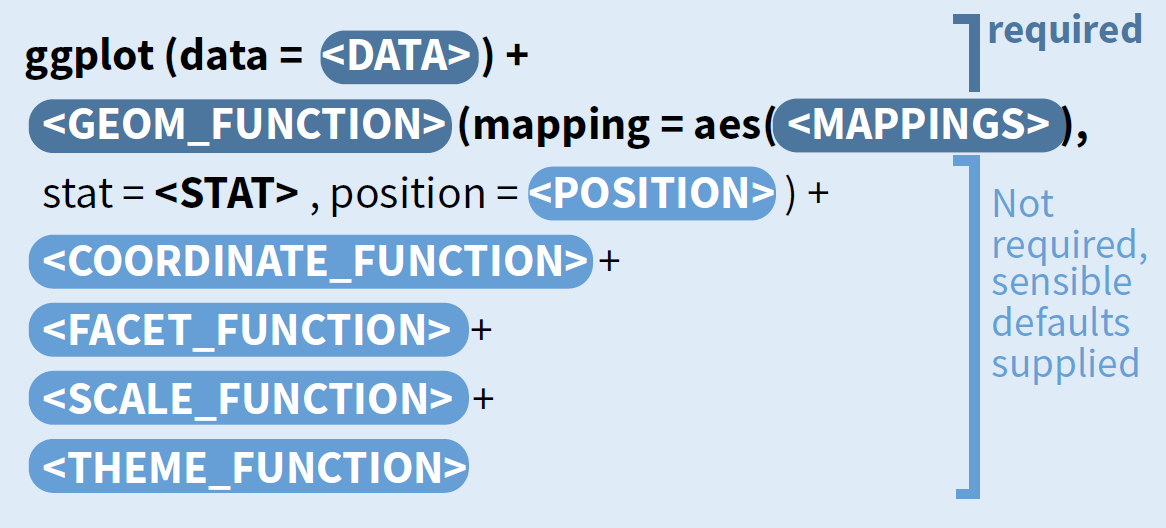 ggplot (data = <DATA> ) +
<GEOM_FUNCTION> (mapping = aes( <MAPPINGS> ),
stat = <STAT> , position = <POSITION> ) +
<COORDINATE_FUNCTION> +
<FACET_FUNCTION> +
<SCALE_FUNCTION> +
<THEME_FUNCTION>
required
Not
required,
sensible
defaults
supplied